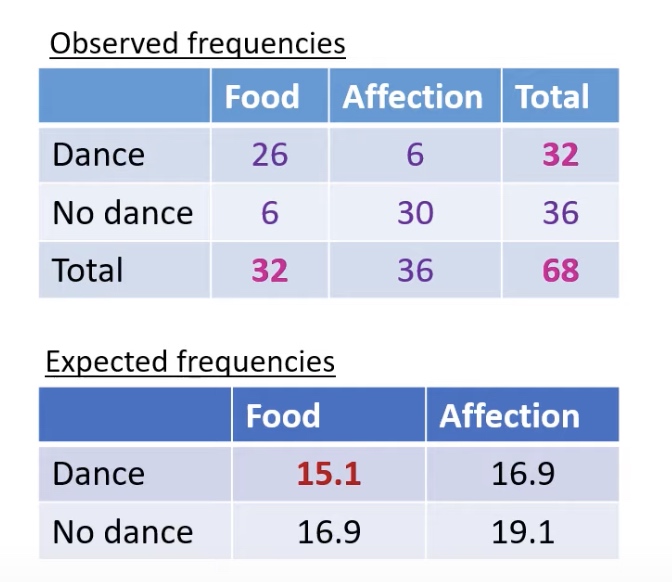 Observed frequencies
Food Affection Total
Dance 26 6 32
No dance 6 30 36
Total 32 36 68
Expected frequencies
Food Affection
Dance 15.1 16.9
No dance 16.9 19.1